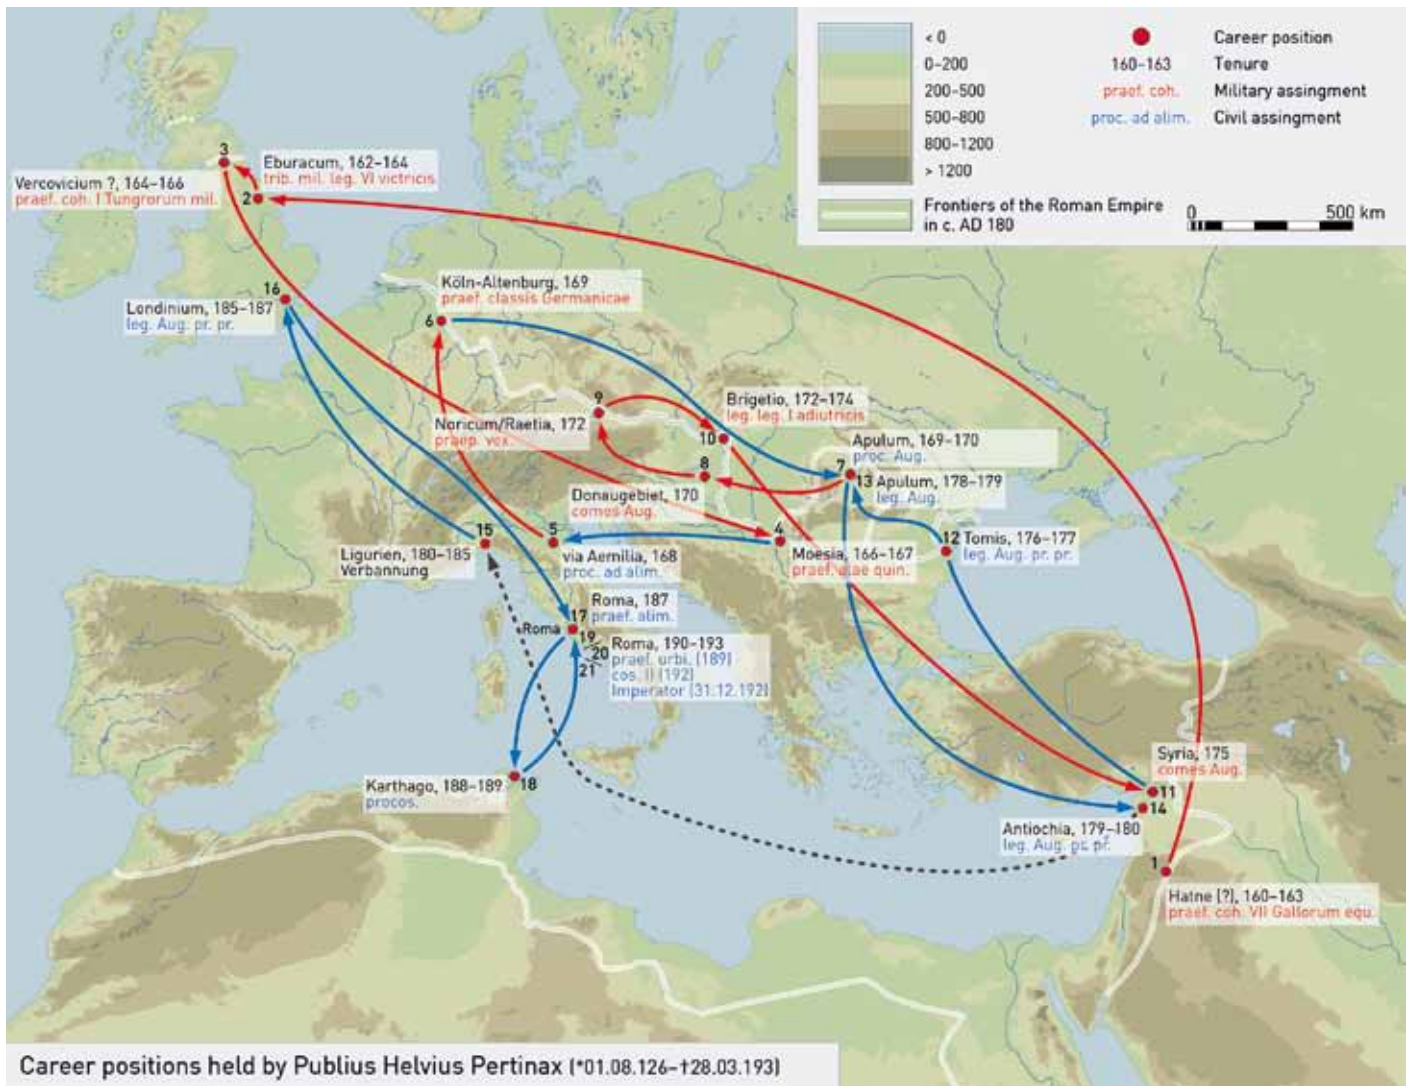 < 0
0–200
200–500
500–800
800–1200
> 1200
Frontiers of the Roman Empire
in c. AD 180
Career position
160–163
Tenure
praef. coh.
Military assingment
proc. ad alim.
Civil assingment
0
500 km
3
Eburacum, 162–164
trib. mil. leg. VI victricis
Vercovicium ?, 164–166
praef. coh. I Tungrorum mil.
2
16
Londinium, 185–187
leg. Aug. pr. pr.
Köln-Altenburg, 169
praef. classis Germanicae
6
9
Noricum/Raetia, 172
praep. vex.
Brigetio, 172–174
leg. leg. I adiutricis
10
Apulum, 169–170
proc. Aug.
7
8
13 Apulum, 178–179
leg. Aug.
Donaugebiet, 170
comes Aug.
15
Ligurien, 180–185
Verbannung
5
via Aemilia, 168
proc. ad alim.
4
Moesia, 166–167
praef. alae quin.
12 Tomis, 176–177
leg. Aug. pr. pr.
Roma, 187
praef. alim.
17
Roma
19
20
21
Roma, 190–193
praef. urbi. (189)
cos. II (192)
Imperator (31.12.192)
Karthago, 188–189
procos.
18
Syria, 175
comes Aug.
11
14
Antiochia, 179–180
leg. Aug. pr. pr.
1
Hatne (?), 160–163
praef. coh. VII Gallorum equ.
Career positions held by Publius Helvius Pertinax (*01.08.126–†28.03.193)